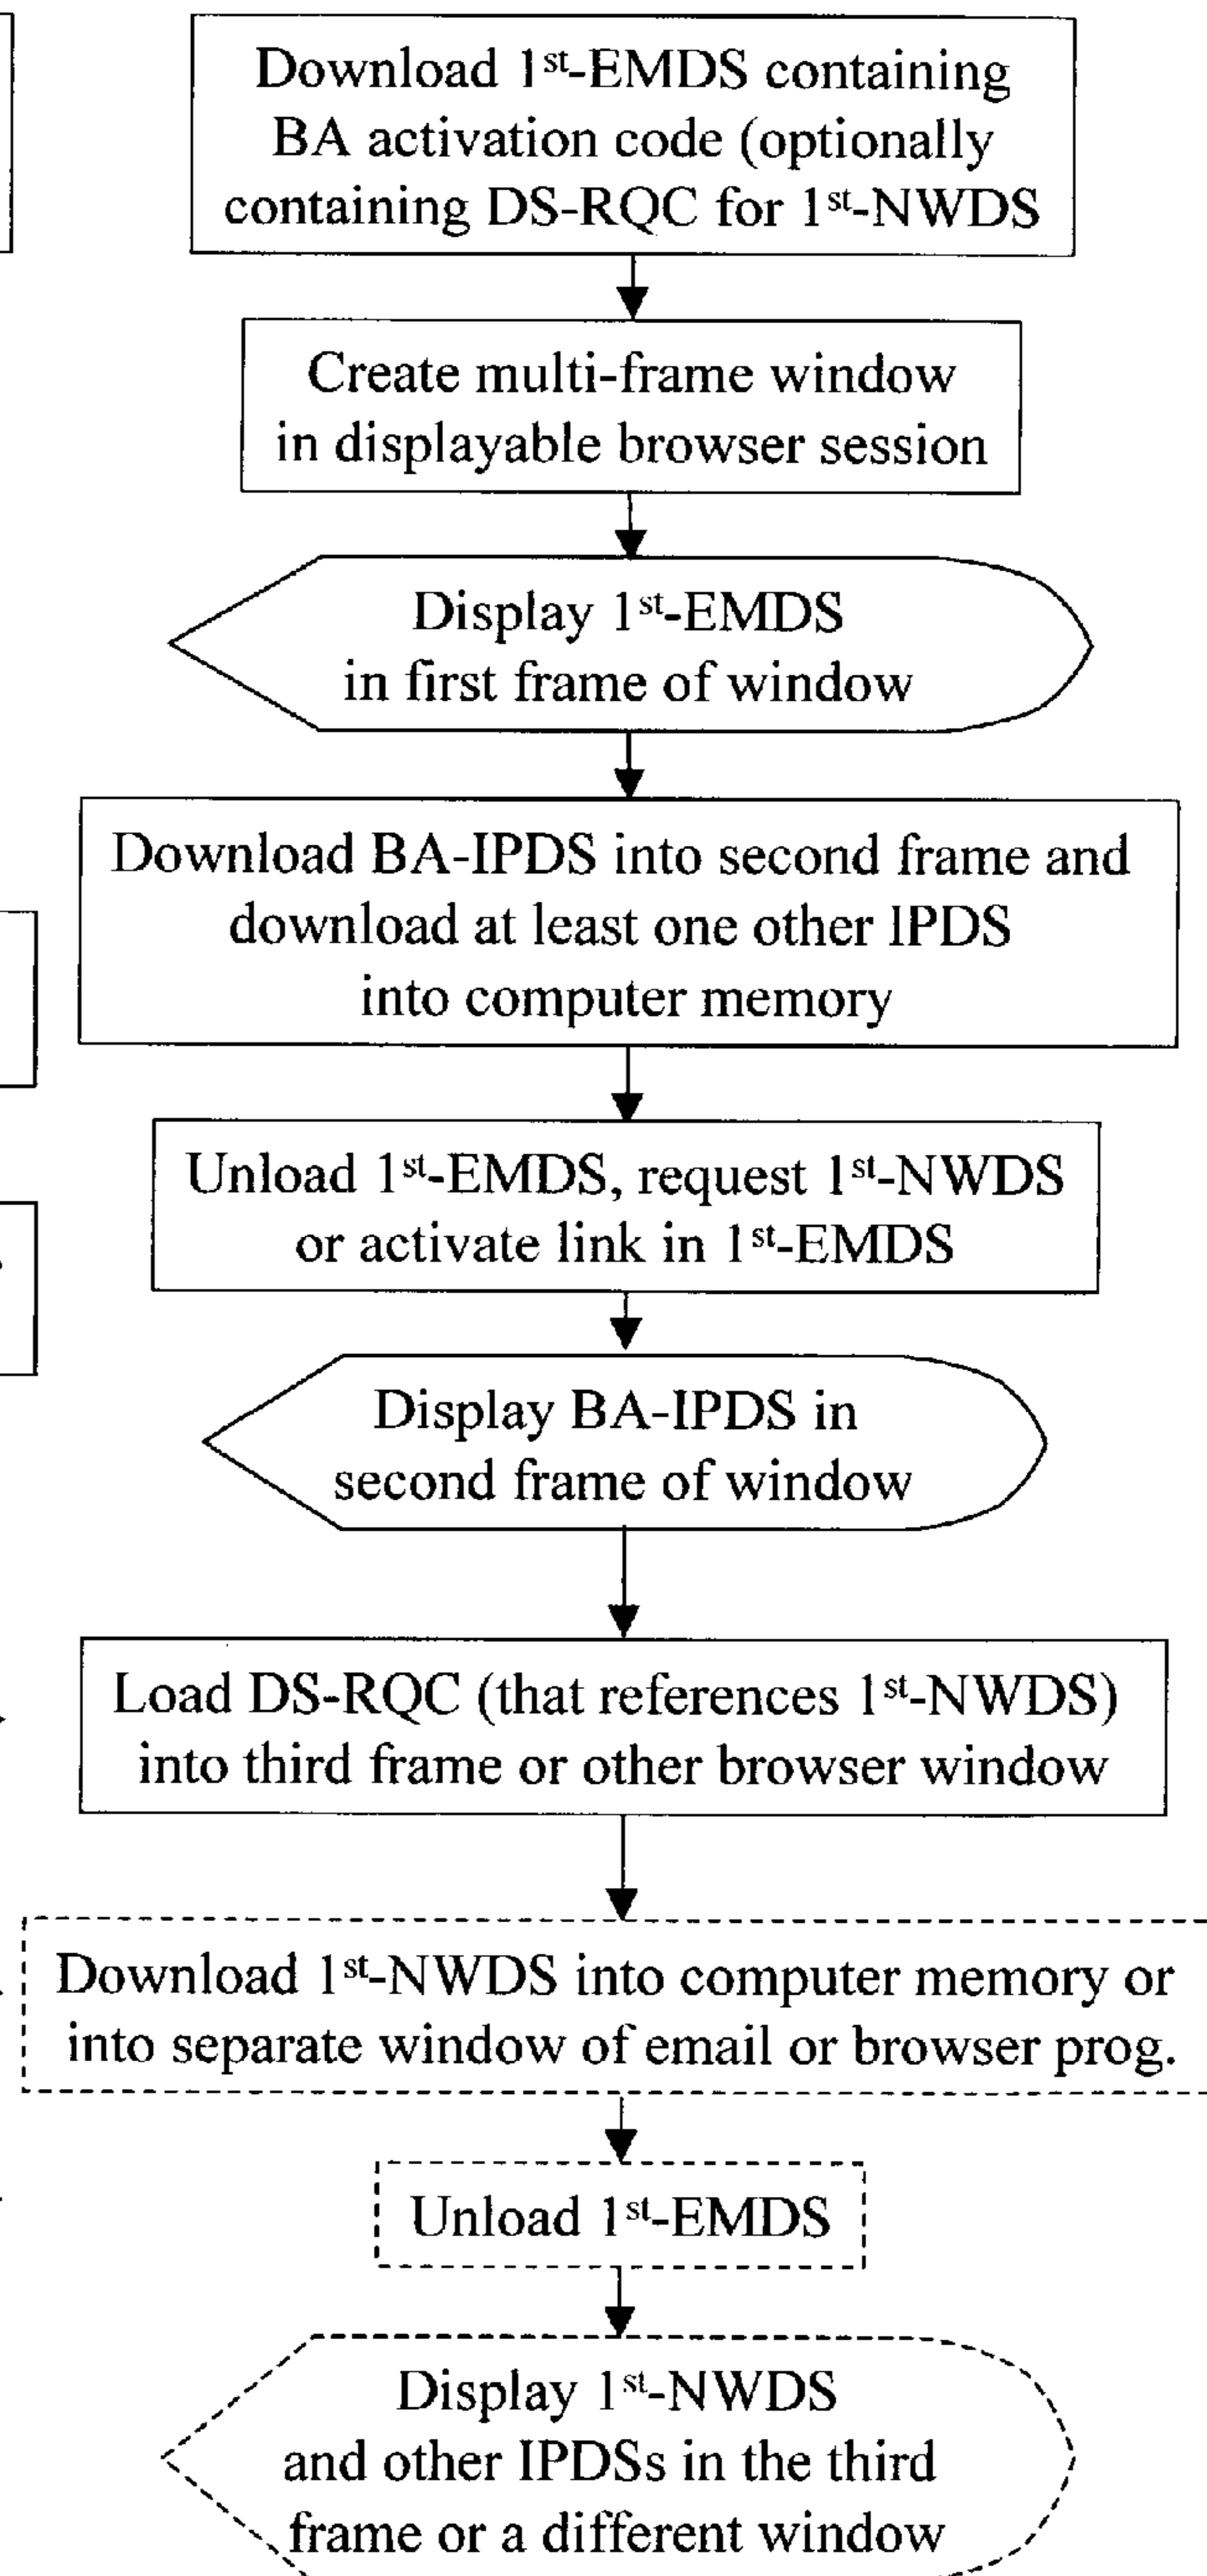 Download 1st-EMDS containing
BA activation code (optionally
containing DS-RQC for 1st-NWDS
Create multi-frame window
in displayable browser session
Display 1st-EMDS
in first frame of window
Download BA-IPDS into second frame and
download at least one other IPDS
into computer memory
Unload 1st-EMDS, request 1st-NWDS
or activate link in 1st-EMDS
Display BA-IPDS in
second frame of window
Load DS-RQC (that references 1st-NWDS)
into third frame or other browser window
Download 1st-NWDS into computer memory or
into separate window of email or browser prog.
Unload 1st-EMDS
Display 1st-NWDS
and other IPDSs in the third
frame or a different window